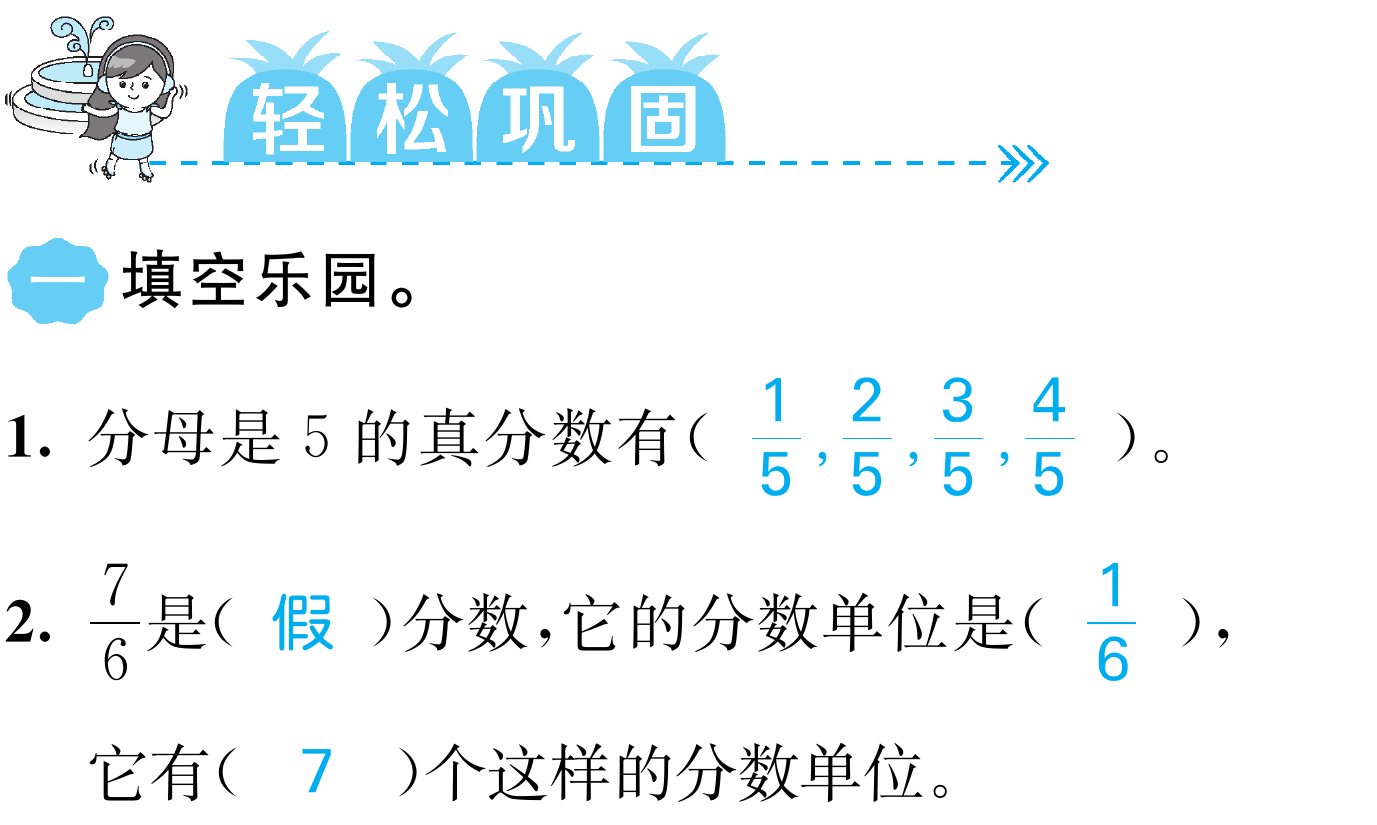 轻松巩固
一 填空乐园。
1. 分母是 5 的真分数有( 1/5 , 2/5 , 3/5 , 4/5 )。
2. 7/6 是( 假 )分数,它的分数单位是( 1/6 ),
它有( 7 )个这样的分数单位。